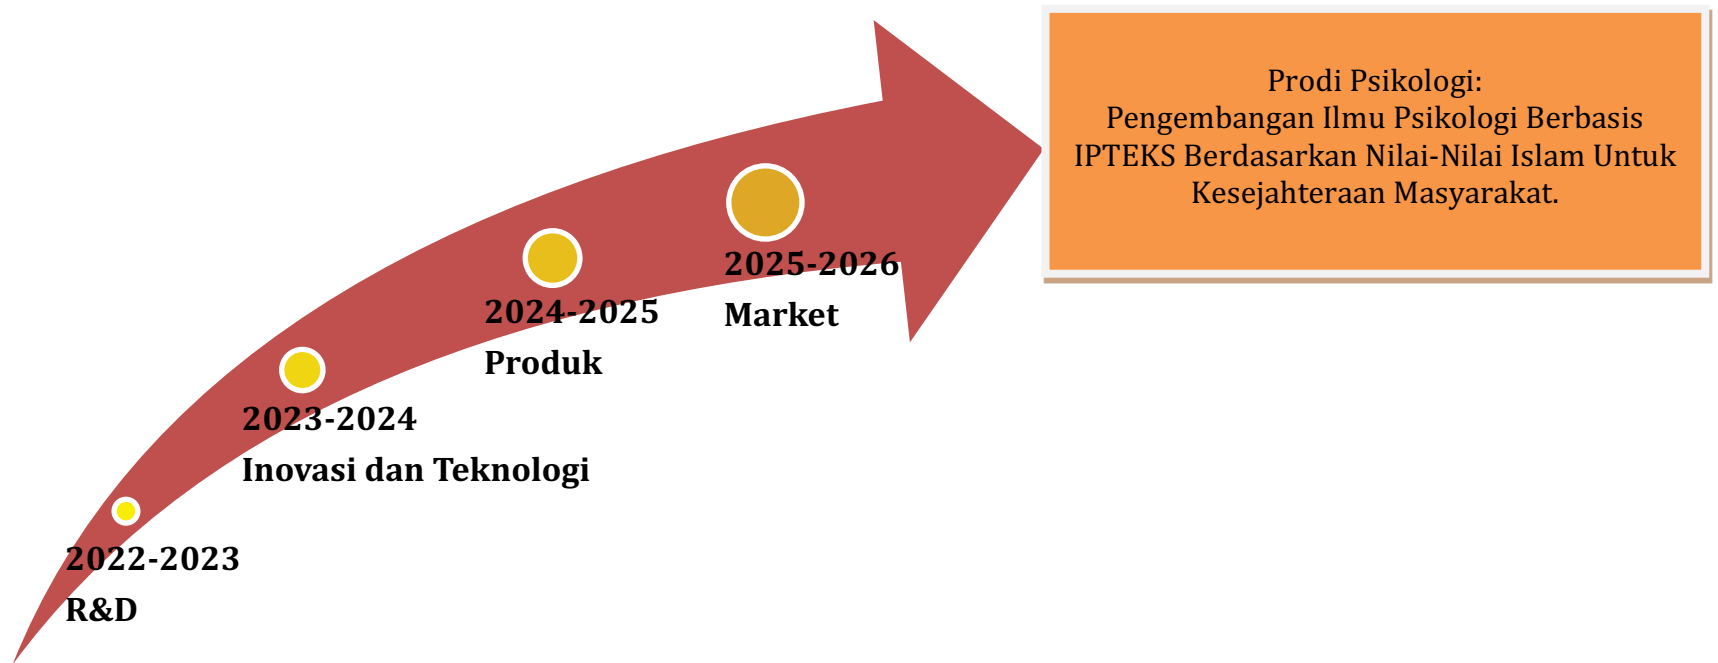 Prodi Psikologi:
Pengembangan Ilmu Psikologi Berbasis
IPTEKS Berdasarkan Nilai-Nilai Islam Untuk
Kesejahteraan Masyarakat.
2025-2026
Market
2024-2025
Produk
2023-2024
Inovasi dan Teknologi
2022-2023
R&D